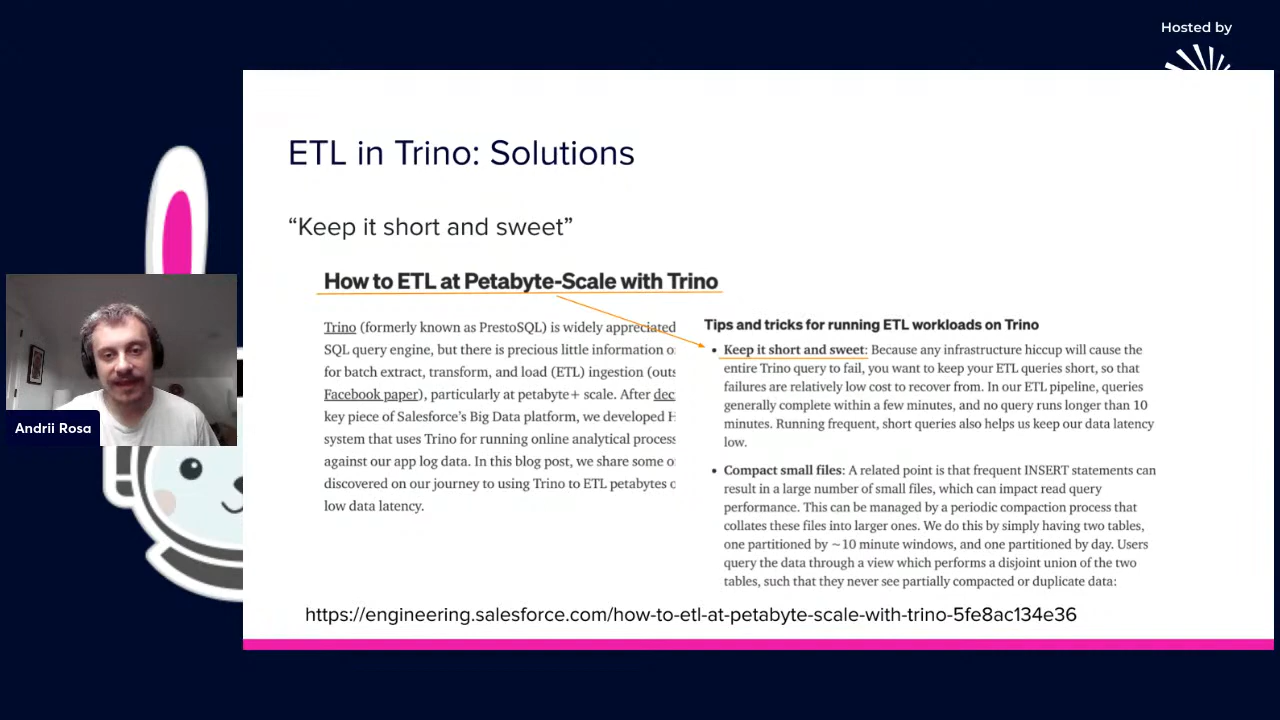 Hosted by
ETL in Trino: Solutions
“Keep it short and sweet”
How to ETL at Petabyte-Scale with Trino
Trino (formerly known as PrestoSQL) is widely appreciated
SQL query engine, but there is precious little information
for batch extract, transform, and load (ETL) ingestion
Facebook paper), particularly at petabyte+ scale. After
key piece of Salesforce’s Big Data platform, we developed
system that uses Trino for running online analytical process
against our app log data. In this blog post, we share some
discovered on our journey to using Trino to ETL petabytes
low data latency.
Tips and tricks for running ETL workloads on Trino
• Keep it short and sweet: Because any infrastructure hiccup will cause the
entire Trino query to fail, you want to keep your ETL queries short, so that
failures are relatively low cost to recover from. In our ETL pipeline, queries
generally complete within a few minutes, and no query runs longer than 10
minutes. Running frequent, short queries also helps us keep our data latency
low.
• Compact small files: A related point is that frequent INSERT statements can
result in a large number of small files, which can impact read query
performance. This can be managed by a periodic compaction process that
collates these files into larger ones. We do this by simply having two tables,
one partitioned by ~10 minute windows, and one partitioned by day. Users
query the data through a view which performs a disjoint union of the two
tables, such that they never see partially compacted or duplicate data:
https://engineering.salesforce.com/how-to-etl-at-petabyte-scale-with-trino-5fe8ac134e36
Andrii Rosa